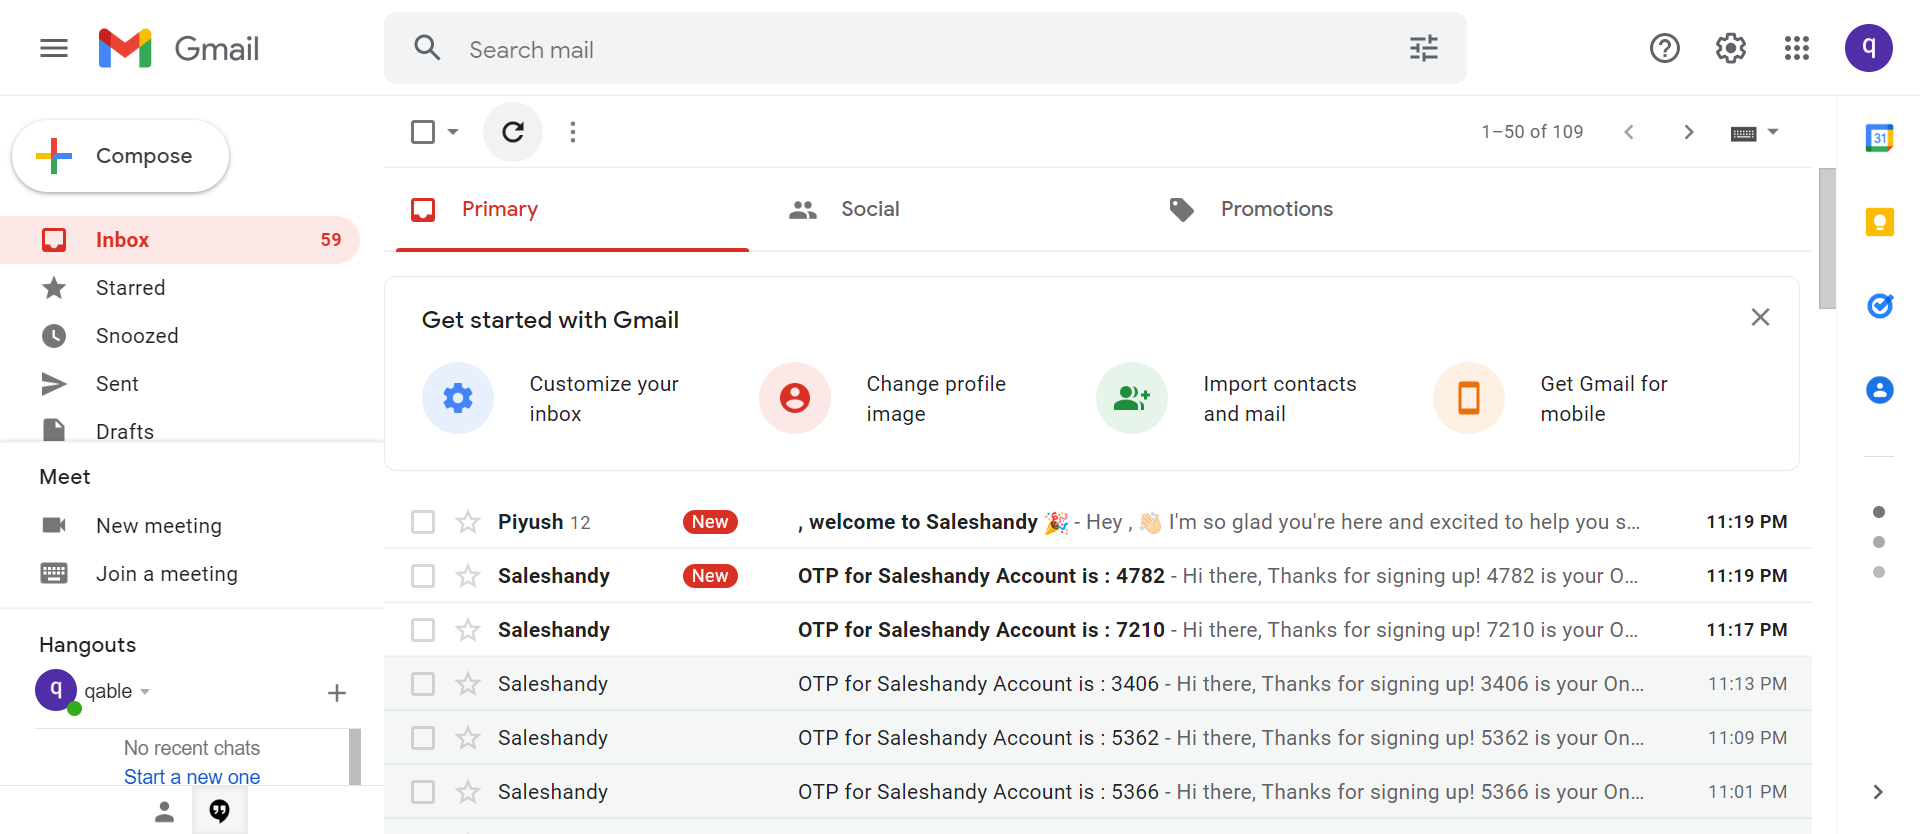 Gmail
Search mail
q
Compose
1–50 of 109
31
Primary
Social
Promotions
Inbox 59
Starred
Snoozed
Sent
Drafts
Get started with Gmail
Customize your
inbox
Change profile
image
Import contacts
and mail
Get Gmail for
mobile
Meet
New meeting
Join a meeting
Hangouts
q qable
No recent chats
Start a new one
Piyush 12 New , welcome to Saleshandy 🎉 - Hey , 👋🏻 I'm so glad you're here and excited to help you s... 11:19 PM
Saleshandy New OTP for Saleshandy Account is : 4782 - Hi there, Thanks for signing up! 4782 is your O... 11:19 PM
Saleshandy OTP for Saleshandy Account is : 7210 - Hi there, Thanks for signing up! 7210 is your O... 11:17 PM
Saleshandy OTP for Saleshandy Account is : 3406 - Hi there, Thanks for signing up! 3406 is your On... 11:13 PM
Saleshandy OTP for Saleshandy Account is : 5362 - Hi there, Thanks for signing up! 5362 is your On... 11:09 PM
Saleshandy OTP for Saleshandy Account is : 5366 - Hi there, Thanks for signing up! 5366 is your On... 11:01 PM